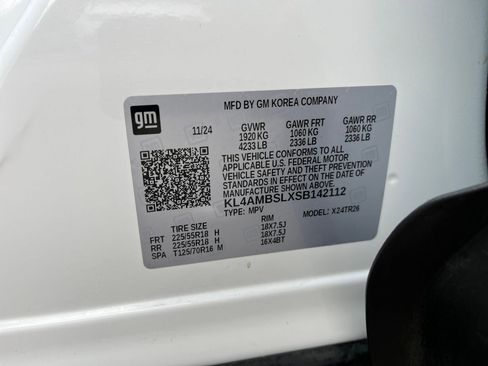 gm
MFD BY GM KOREA COMPANY
11/24 GVWR GAWR FRT GAWR RR
1920 KG 1060 KG 1060 KG
4233 LB 2336 LB 2336 LB
THIS VEHICLE CONFORMS TO ALL
APPLICABLE U.S. FEDERAL MOTOR
VEHICLE SAFETY AND THEFT PREVENTION
STANDARDS IN EFFECT ON THE DATE OF
MANUFACTURE SHOWN ABOVE.
KL4AMBSLXSB142112
TYPE: MPV MODEL: X24TR26
TIRE SIZE RIM
FRT 225/55R18 H 18X7.5J
RR 225/55R18 H 18X7.5J
SPA T125/70R16 M 16X4BT